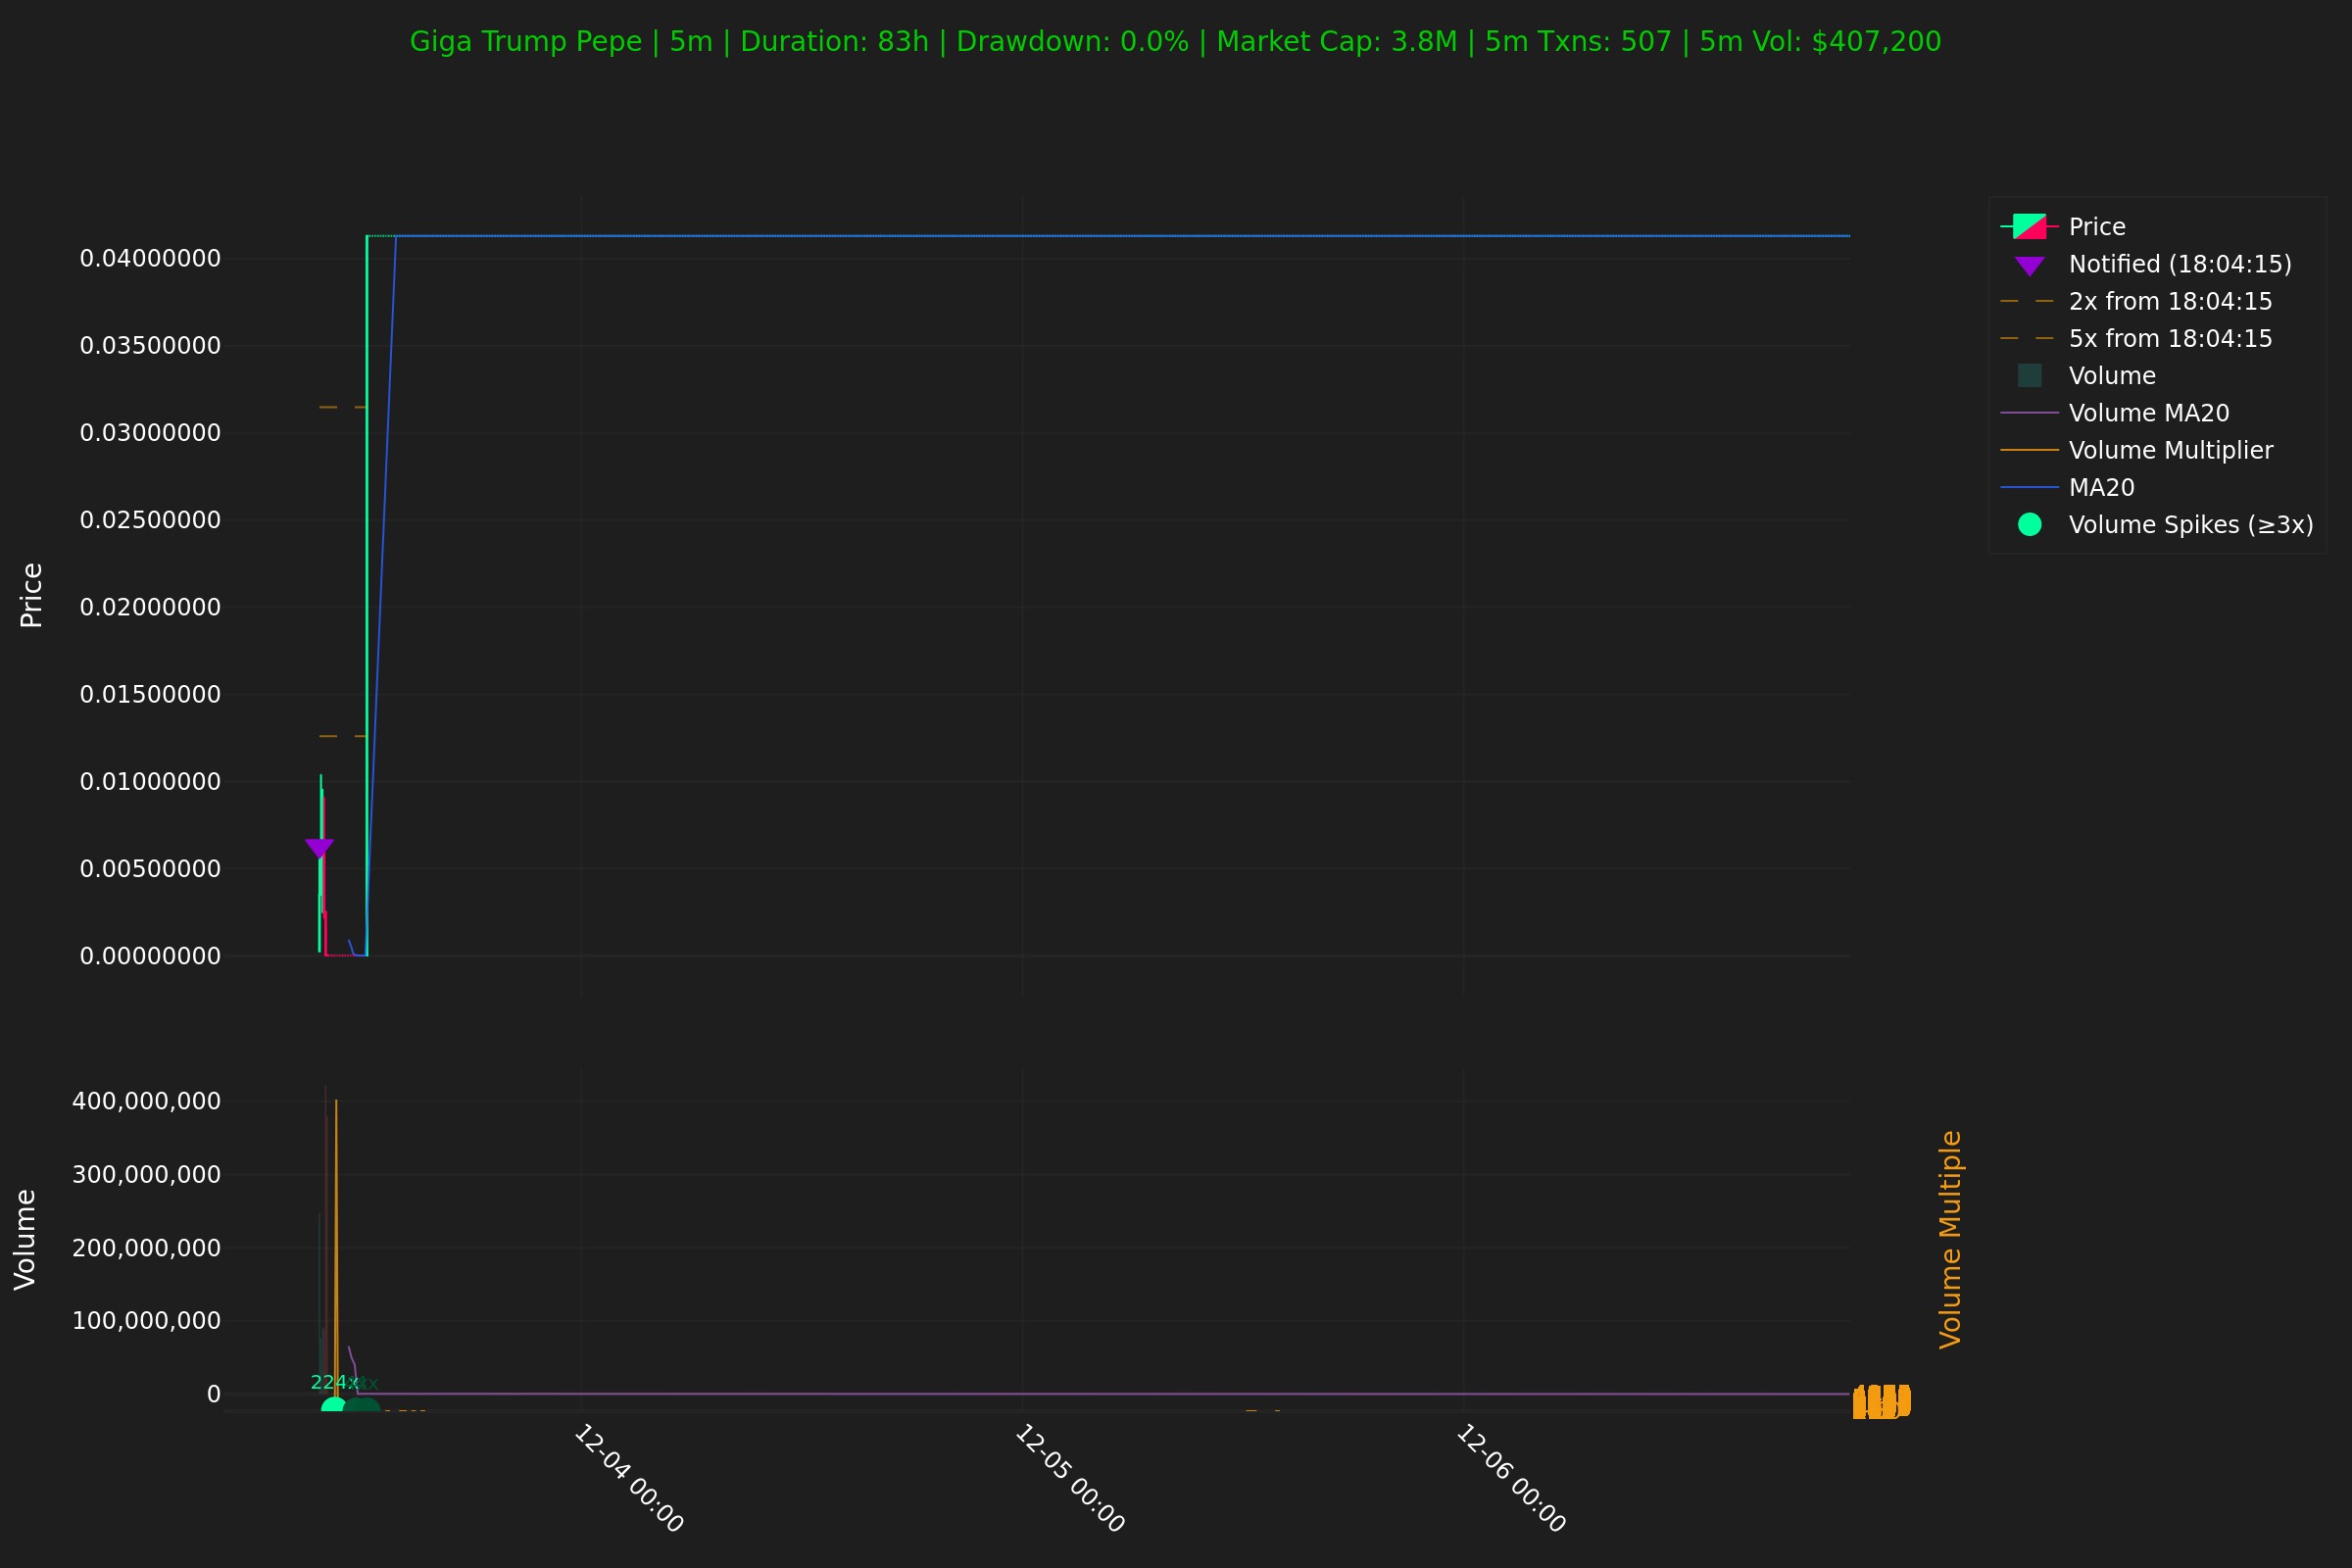 Giga Trump Pepe | 5m | Duration: 83h | Drawdown: 0.0% | Market Cap: 3.8M | 5m Txns: 507 | 5m Vol: $407,200
Price
0.04000000
0.03500000
0.03000000
0.02500000
0.02000000
0.01500000
0.01000000
0.00500000
0.00000000
Price
Notified (18:04:15)
2x from 18:04:15
5x from 18:04:15
Volume
Volume MA20
Volume Multiplier
MA20
Volume Spikes (≥3x)
Volume
400,000,000
300,000,000
200,000,000
100,000,000
0
224x
Volume Multiple
12-04 00:00
12-05 00:00
12-06 00:00